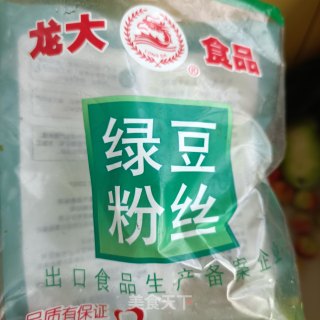 龙大 食品
®
绿豆
粉丝
出口食品生产备案企业
品质有保证
美食天下